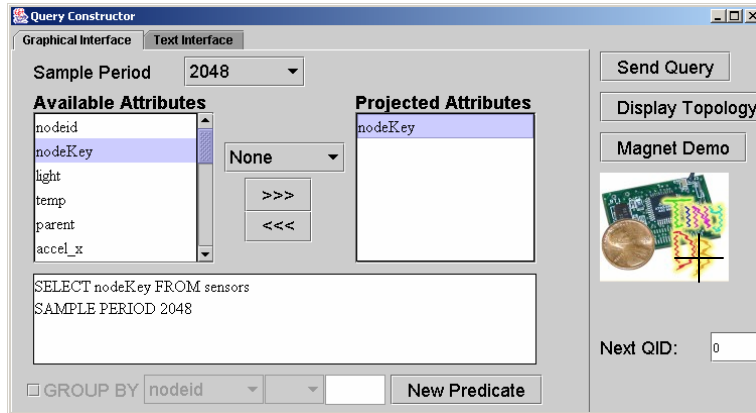 Query Constructor
Graphical Interface Text Interface
Sample Period 2048
Available Attributes
nodeid
nodeKey
light
temp
parent
accel_x
None
>>>
<<<
Projected Attributes
nodeKey
SELECT nodeKey FROM sensors
SAMPLE PERIOD 2048
GROUP BY nodeid
New Predicate
Send Query
Display Topology
Magnet Demo
Next QID: 0